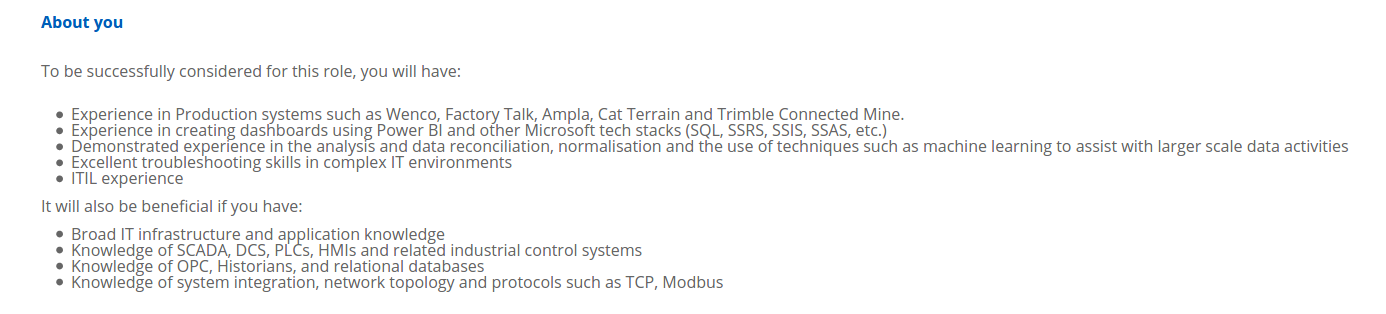 About you
To be successfully considered for this role, you will have:
• Experience in Production systems such as Wenco, Factory Talk, Ampla, Cat Terrain and Trimble Connected Mine.
• Experience in creating dashboards using Power BI and other Microsoft tech stacks (SQL, SSRS, SSIS, SSAS, etc.)
• Demonstrated experience in the analysis and data reconciliation, normalisation and the use of techniques such as machine learning to assist with larger scale data activities
• Excellent troubleshooting skills in complex IT environments
• ITIL experience
It will also be beneficial if you have:
• Broad IT infrastructure and application knowledge
• Knowledge of SCADA, DCS, PLCs, HMIs and related industrial control systems
• Knowledge of OPC, Historians, and relational databases
• Knowledge of system integration, network topology and protocols such as TCP, Modbus